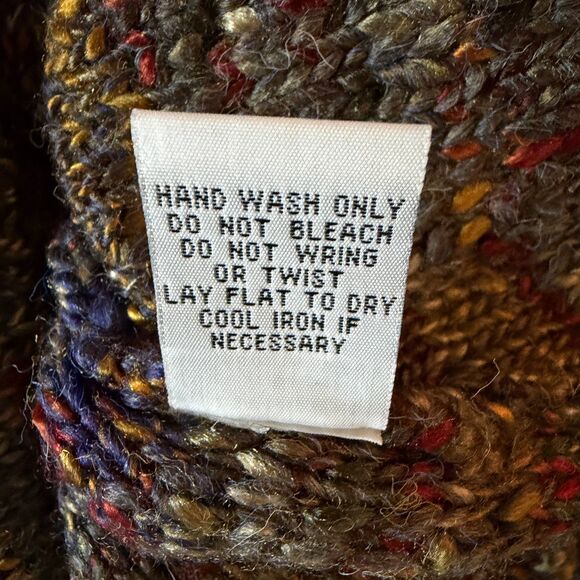 HAND WASH ONLY
DO NOT BLEACH
DO NOT WRING
OR TWIST
LAY FLAT TO DRY
COOL IRON IF
NECESSARY